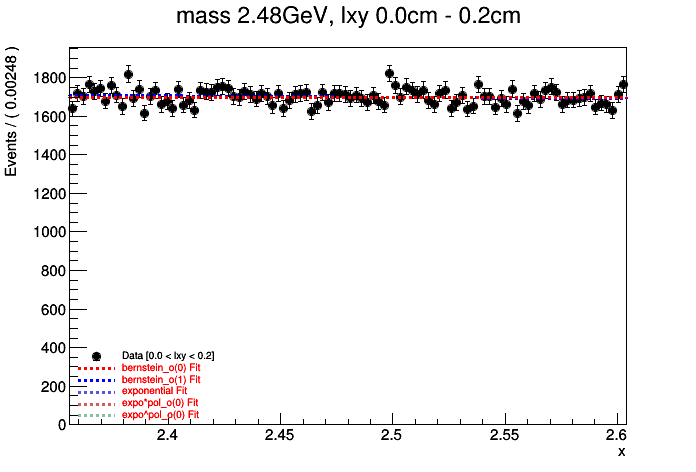 mass 2.48GeV, lxy 0.0cm - 0.2cm
Events / ( 0.00248 )
1800
1600
1400
1200
1000
800
600
400
200
0
Data [0.0 < lxy < 0.2]
bernstein_o(0) Fit
bernstein_o(1) Fit
exponential Fit
expo*pol_o(0) Fit
expo^pol_o(0) Fit
2.4 2.45 2.5 2.55 2.6
x